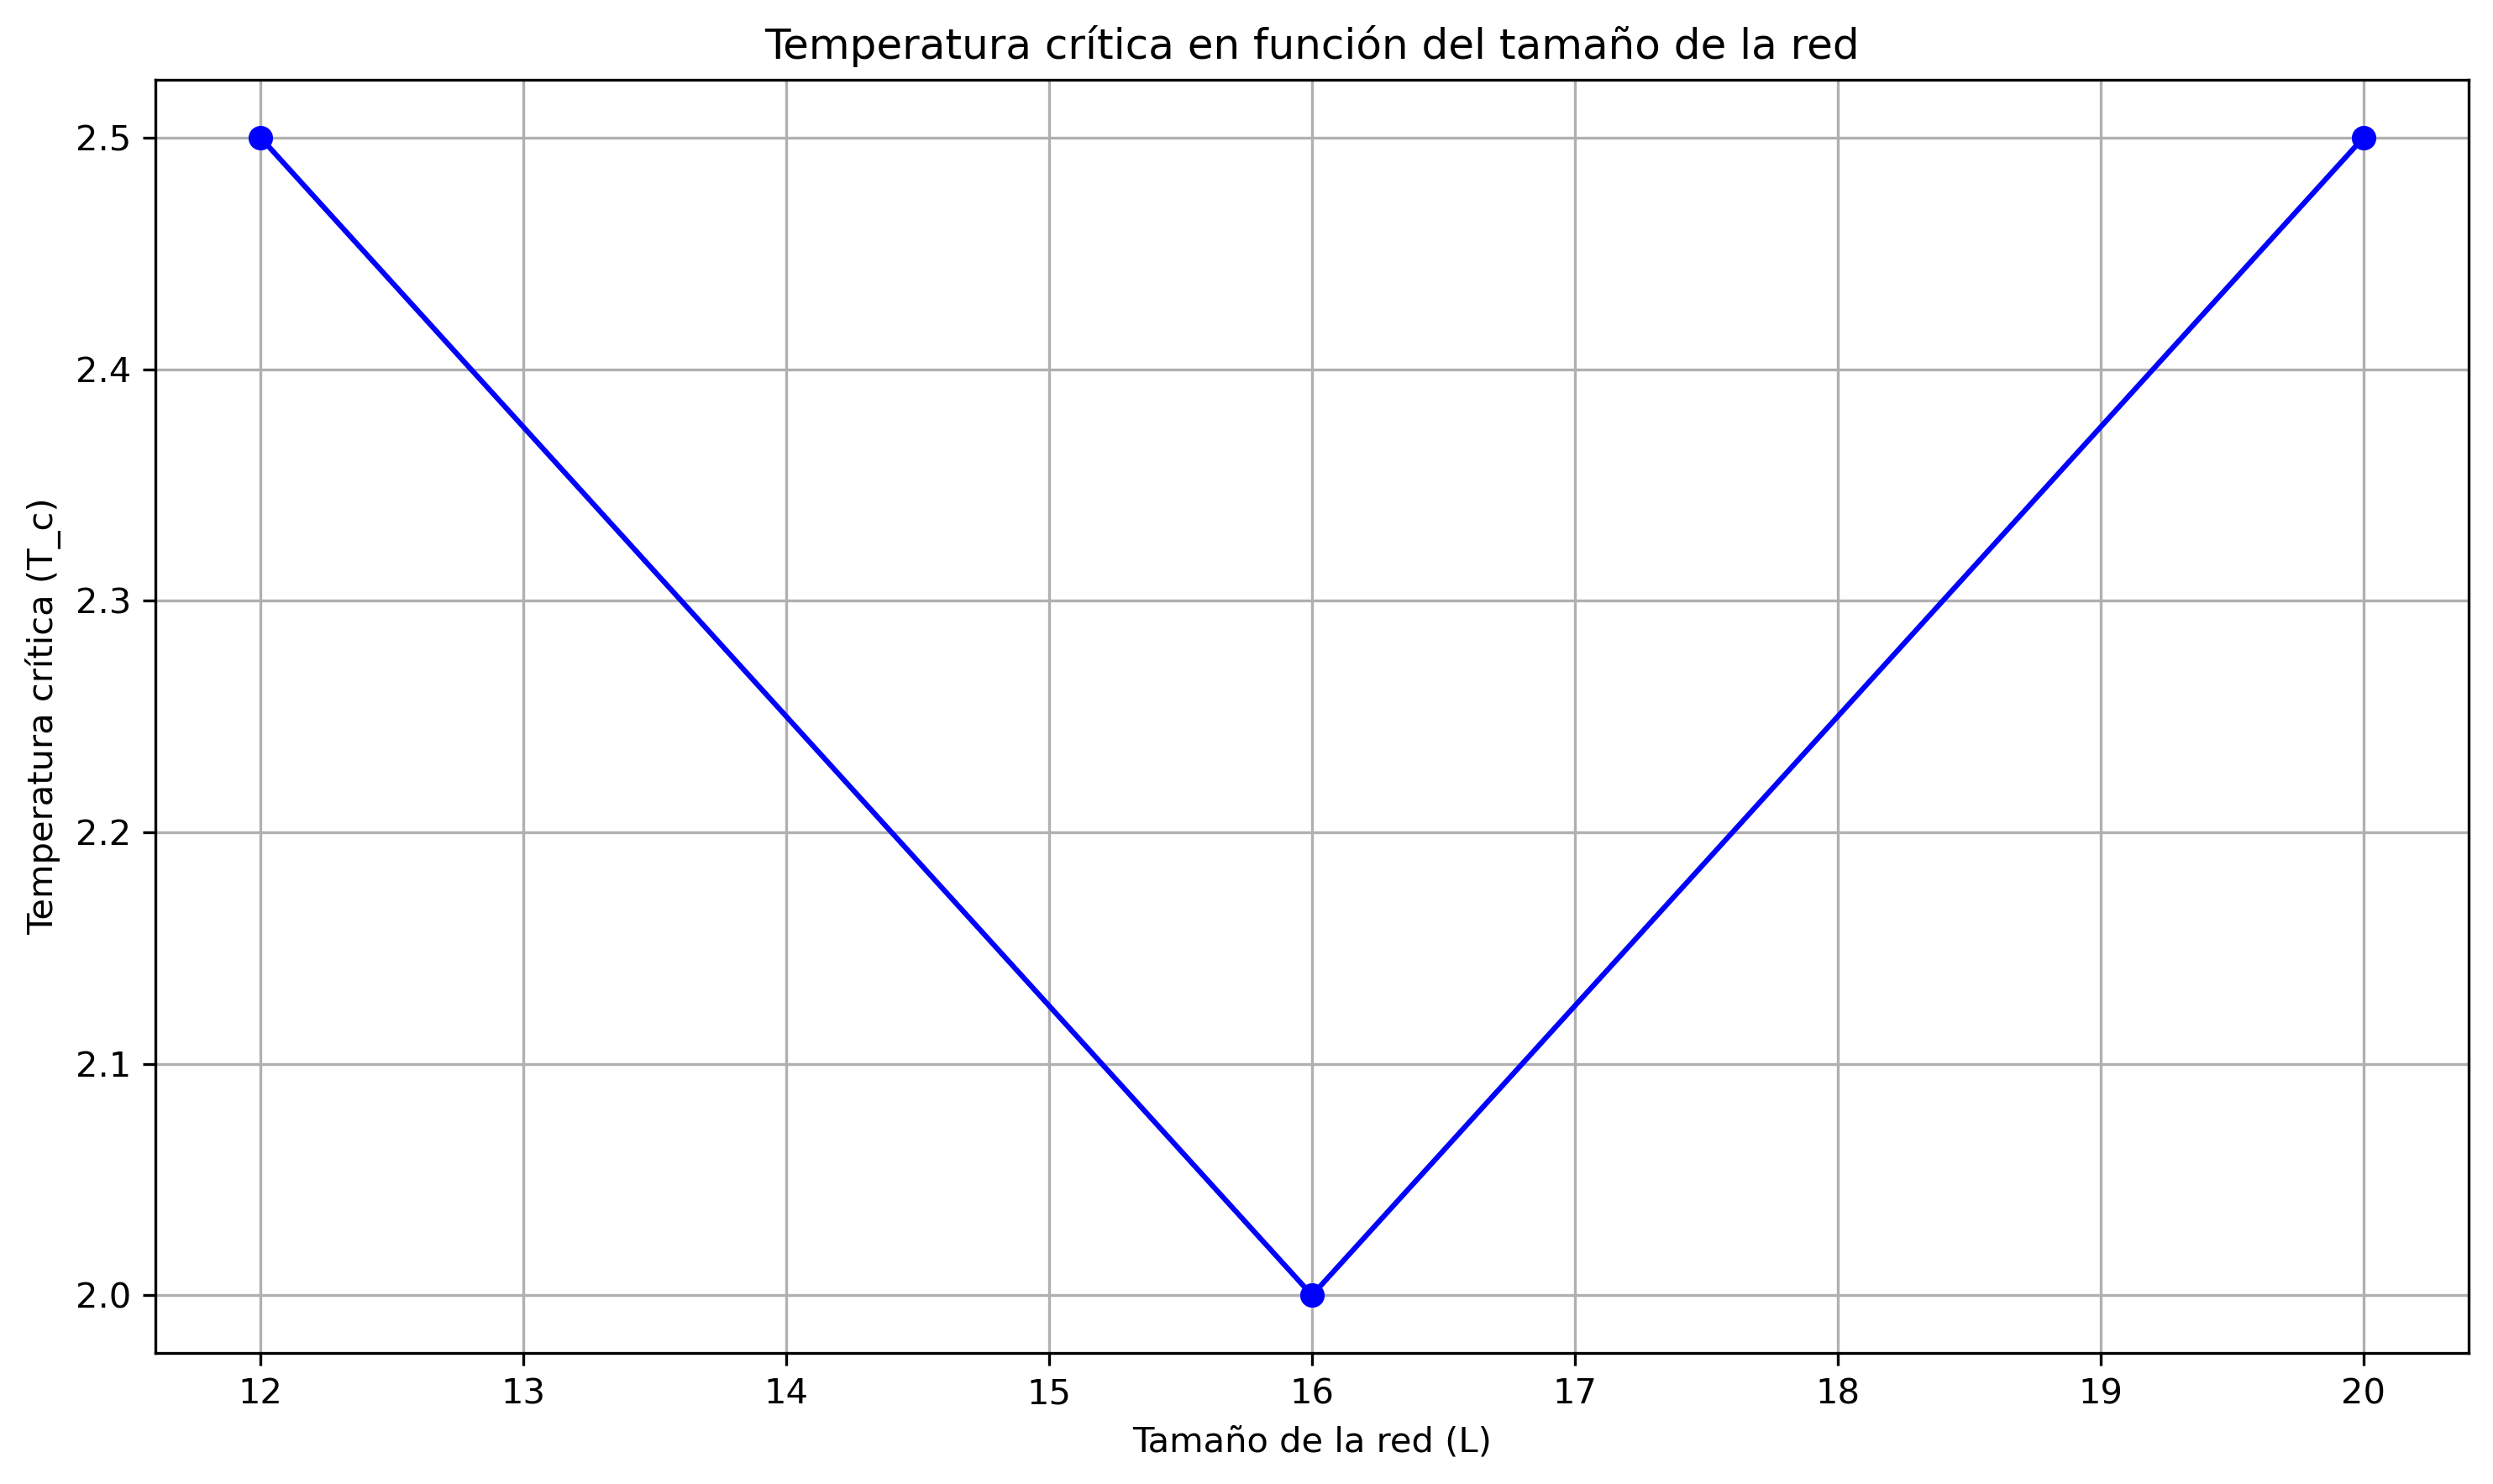 Temperatura crítica en función del tamaño de la red
2.5
2.4
2.3
2.2
2.1
2.0
Temperatura crítica (T_c)
12 13 14 15 16 17 18 19 20
Tamaño de la red (L)